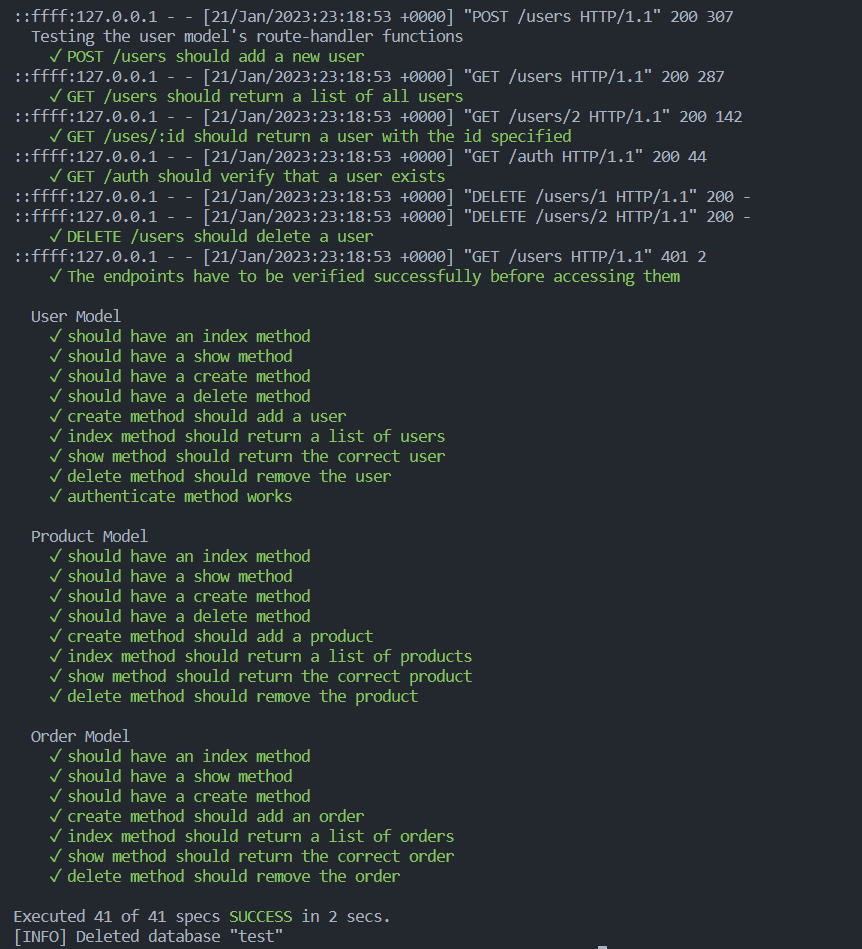 ::ffff:127.0.0.1 - - [21/Jan/2023:23:18:53 +0000] "POST /users HTTP/1.1" 200 307
Testing the user model's route-handler functions
✓ POST /users should add a new user
::ffff:127.0.0.1 - - [21/Jan/2023:23:18:53 +0000] "GET /users HTTP/1.1" 200 287
✓ GET /users should return a list of all users
::ffff:127.0.0.1 - - [21/Jan/2023:23:18:53 +0000] "GET /users/2 HTTP/1.1" 200 142
✓ GET /uses/:id should return a user with the id specified
::ffff:127.0.0.1 - - [21/Jan/2023:23:18:53 +0000] "GET /auth HTTP/1.1" 200 44
✓ GET /auth should verify that a user exists
::ffff:127.0.0.1 - - [21/Jan/2023:23:18:53 +0000] "DELETE /users/1 HTTP/1.1" 200 -
::ffff:127.0.0.1 - - [21/Jan/2023:23:18:53 +0000] "DELETE /users/2 HTTP/1.1" 200 -
✓ DELETE /users should delete a user
::ffff:127.0.0.1 - - [21/Jan/2023:23:18:53 +0000] "GET /users HTTP/1.1" 401 2
✓ The endpoints have to be verified successfully before accessing them
User Model
✓ should have an index method
✓ should have a show method
✓ should have a create method
✓ should have a delete method
✓ create method should add a user
✓ index method should return a list of users
✓ show method should return the correct user
✓ delete method should remove the user
✓ authenticate method works
Product Model
✓ should have an index method
✓ should have a show method
✓ should have a create method
✓ should have a delete method
✓ create method should add a product
✓ index method should return a list of products
✓ show method should return the correct product
✓ delete method should remove the product
Order Model
✓ should have an index method
✓ should have a show method
✓ should have a create method
✓ create method should add an order
✓ index method should return a list of orders
✓ show method should return the correct order
✓ delete method should remove the order
Executed 41 of 41 specs SUCCESS in 2 secs.
[INFO] Deleted database "test"